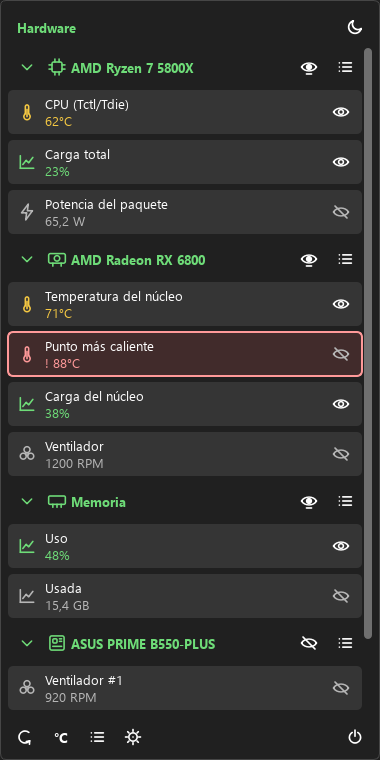 Hardware
AMD Ryzen 7 5800X
CPU (Tctl/Tdie)
62°C
Carga total
23%
Potencia del paquete
65,2 W
AMD Radeon RX 6800
Temperatura del núcleo
71°C
Punto más caliente
! 88°C
Carga del núcleo
38%
Ventilador
1200 RPM
Memoria
Uso
48%
Usada
15,4 GB
ASUS PRIME B550-PLUS
Ventilador #1
920 RPM
°C